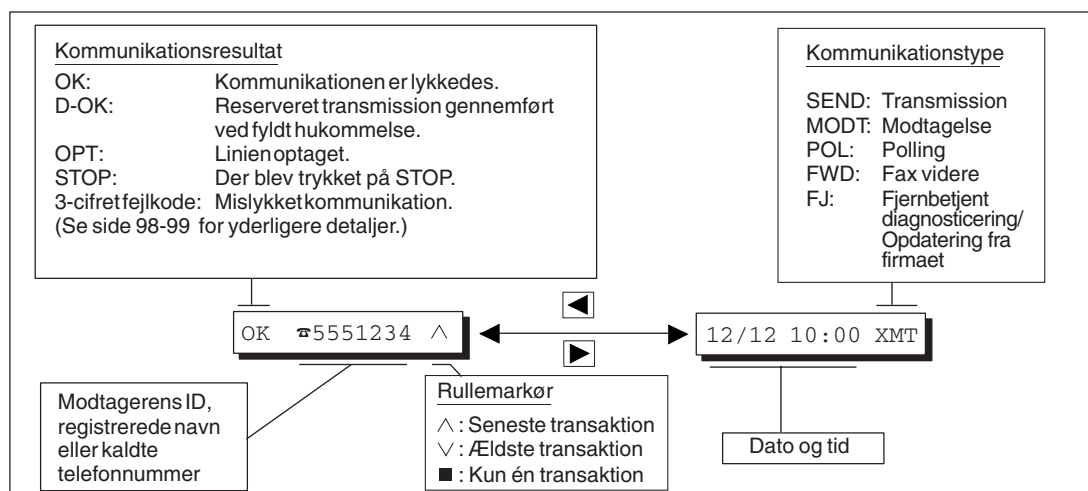 Kommunikationsresultat
OK: Kommunikationen er lykkedes.
D-OK: Reserveret transmission gennemført
ved fyldt hukommelse.
OPT: Linien optaget.
STOP: Der blev trykket på STOP.
3-cifret fejlkode: Mislykket kommunikation.
(Se side 98-99 for yderligere detaljer.)
Kommunikationstype
SEND: Transmission
MODT: Modtagelse
POL: Polling
FWD: Fax videre
FJ: Fjernbetjent
diagnosticering/
Opdatering fra
firmaet
OK ☎5551234 ∧
12/12 10:00 XMT
Modtagerens ID,
registrerede navn
eller kaldte
telefonnummer
Rullemarkør
∧ : Seneste transaktion
∨ : Ældste transaktion
■ : Kun én transaktion
Dato og tid